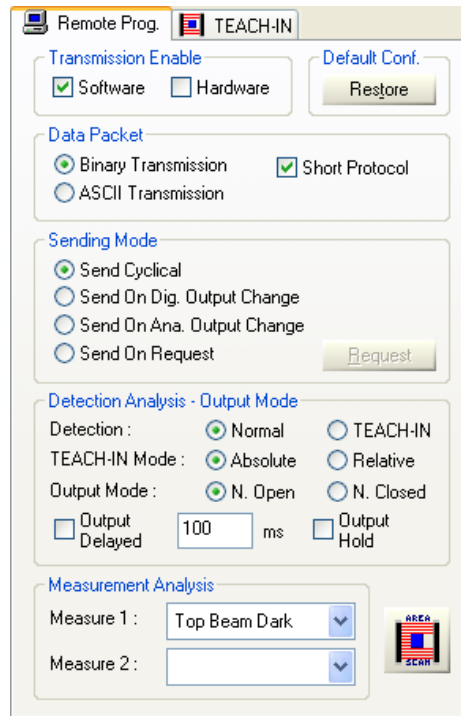 Remote Prog. TEACH-IN
Transmission Enable
Software Hardware
Default Conf.
Restore
Data Packet
Binary Transmission Short Protocol
ASCII Transmission
Sending Mode
Send Cyclical
Send On Dig. Output Change
Send On Ana. Output Change
Send On Request Request
Detection Analysis - Output Mode
Detection : Normal TEACH-IN
TEACH-IN Mode : Absolute Relative
Output Mode : N. Open N. Closed
Output Delayed 100 ms Output Hold
Measurement Analysis
Measure 1 : Top Beam Dark
Measure 2 :
AREA
SCAN